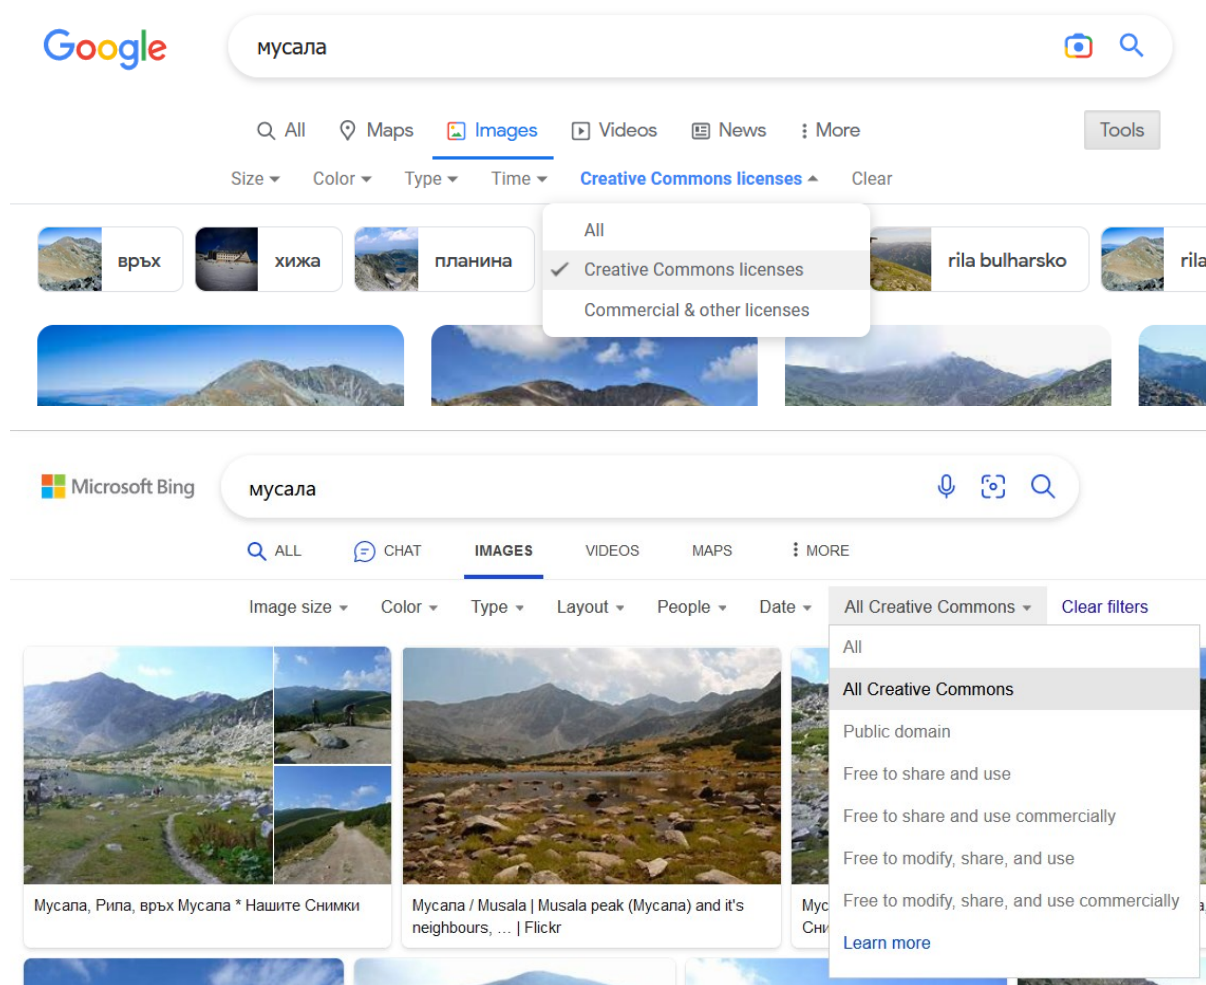 Google
мусала
All Maps Images Videos News More Tools
Size Color Type Time Creative Commons licenses Clear
All
Creative Commons licenses
Commercial & other licenses
връх хижа планина rila bulharsko rila
Microsoft Bing
мусала
ALL CHAT IMAGES VIDEOS MAPS MORE
Image size Color Type Layout People Date All Creative Commons Clear filters
All
All Creative Commons
Public domain
Free to share and use
Free to share and use commercially
Free to modify, share, and use
Free to modify, share, and use commercially
Learn more
Мусала, Рила, връх Мусала * Нашите Снимки
Мусала / Musala | Musala peak (Мусала) and it's
neighbours, ... | Flickr